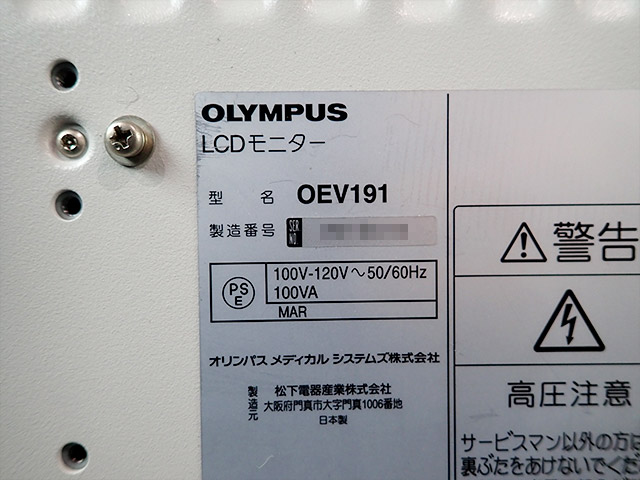 OLYMPUS
LCDモニター
型 名 OEV191
製造番号 SER NO
PS E
100V-120V～50/60Hz
100VA
MAR
オリンパス メディカル システムズ株式会社
製造元
松下電器産業株式会社
大阪府門真市大字門真1006番地
日本製
警告
高圧注意
サービスマン以外の方に
裏ぶたをあけないでくだ